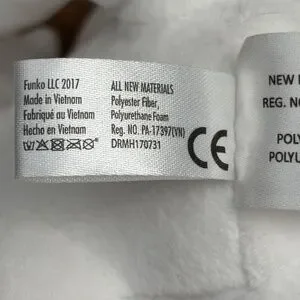 Funko LLC 2017
Made in Vietnam
Fabriqué au Vietnam
Hecho en Vietnam
ALL NEW MATERIALS
Polyester Fiber,
Polyurethane Foam
Reg. NO. PA-17397(VN)
DRMH170731
CE
NEW
REG. NO
POLY
POLYU